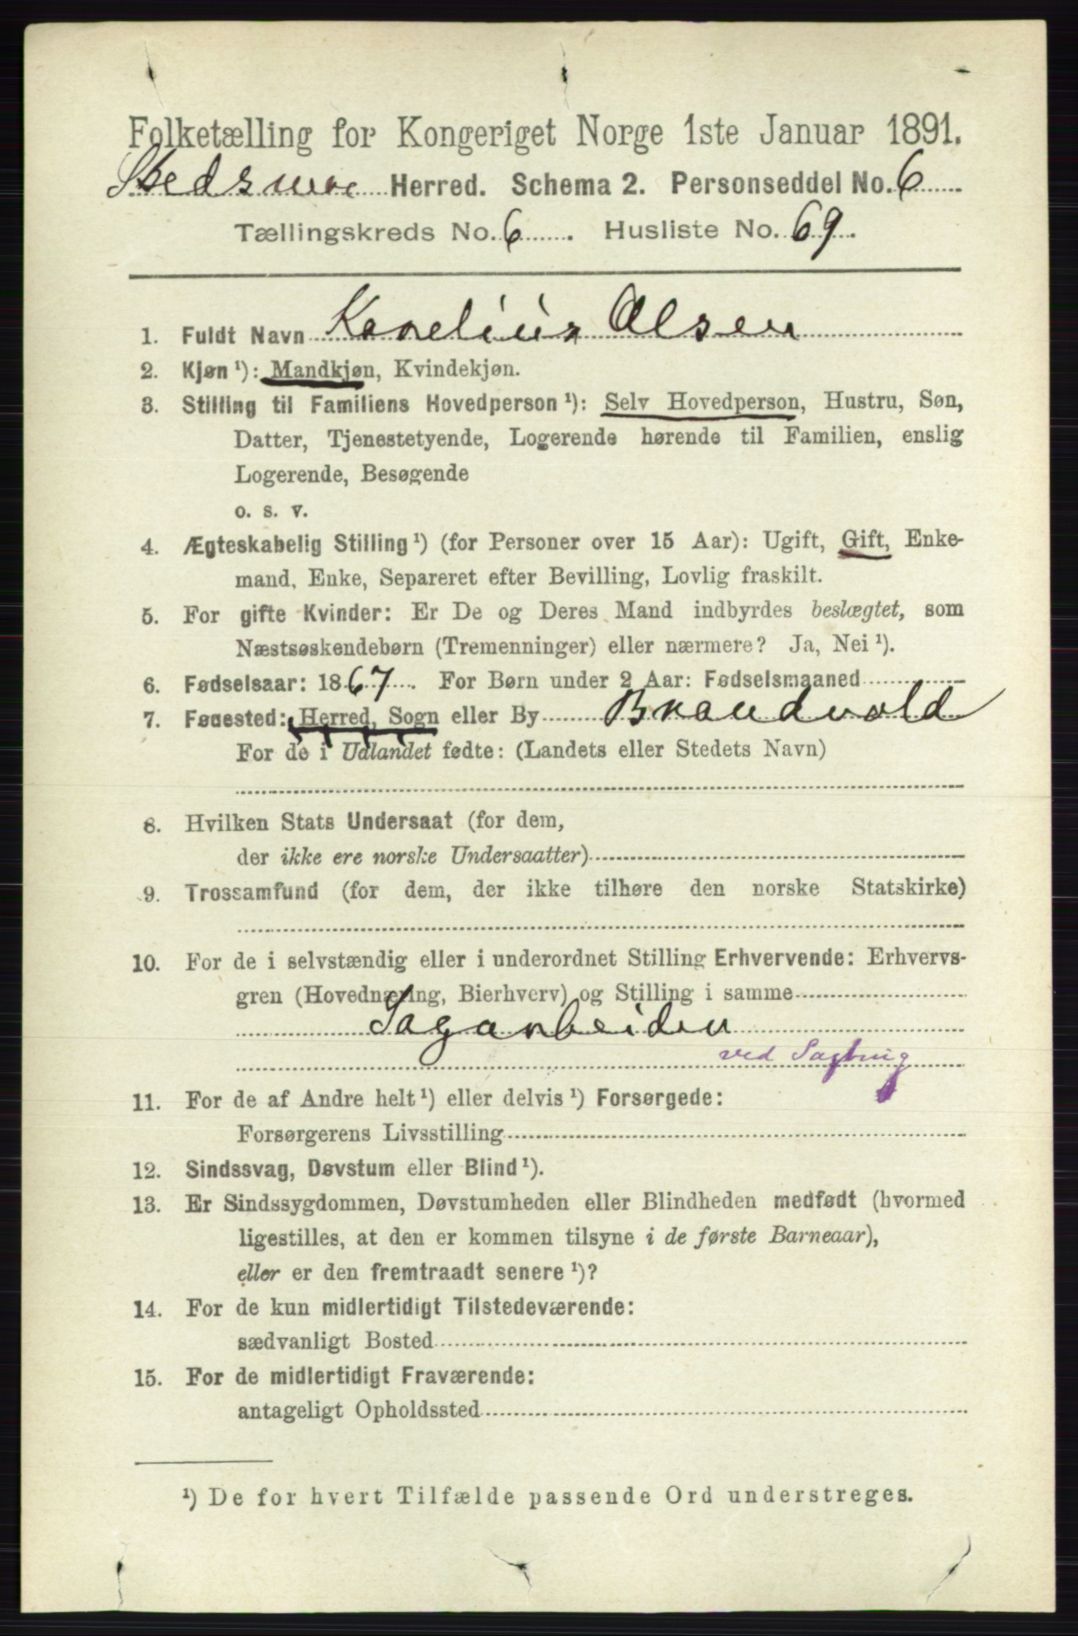 Folketælling for Kongeriget Norge 1ste Januar 1891.
Skedsmoe Herred. Schema 2. Personseddel No. 6
Tællingskreds No. 6. Husliste No. 69.
1. Fuldt Navn Karelius Olsen
2. Kjøn ¹): Mandkjøn, Kvindekjøn.
3. Stilling til Familiens Hovedperson ¹): Selv Hovedperson, Hustru, Søn,
Datter, Tjenestetyende, Logerende hørende til Familien, enslig
Logerende, Besøgende
o. s. v.
4. Ægteskabelig Stilling ¹) (for Personer over 15 Aar): Ugift, Gift, Enke-
mand, Enke, Separeret efter Bevilling, Lovlig fraskilt.
5. For gifte Kvinder: Er De og Deres Mand indbyrdes beslægtet, som
Næstsøskendebørn (Tremenninger) eller nærmere? Ja, Nei ¹).
6. Fødselsaar: 1867. For Børn under 2 Aar: Fødselsmaaned
7. Fødested: Herred, Sogn eller By Brandvold
For de i Udlandet fødte: (Landets eller Stedets Navn)
8. Hvilken Stats Undersaat (for dem,
der ikke ere norske Undersaatter)
9. Trossamfund (for dem, der ikke tilhøre den norske Statskirke)
10. For de i selvstændig eller i underordnet Stilling Erhvervende: Erhvervs-
gren (Hovednæring, Bierhverv) og Stilling i samme
Sagarbeider
ved Sagbrug
11. For de af Andre helt ¹) eller delvis ¹) Forsørgede:
Forsørgerens Livsstilling
12. Sindssvag, Døvstum eller Blind ¹).
13. Er Sindssygdommen, Døvstumheden eller Blindheden medfødt (hvormed
ligestilles, at den er kommen tilsyne i de første Barneaar),
eller er den fremtraadt senere ¹)?
14. For de kun midlertidigt Tilstedeværende:
sædvanligt Bosted
15. For de midlertidigt Fraværende:
antageligt Opholdssted
¹) De for hvert Tilfælde passende Ord understreges.